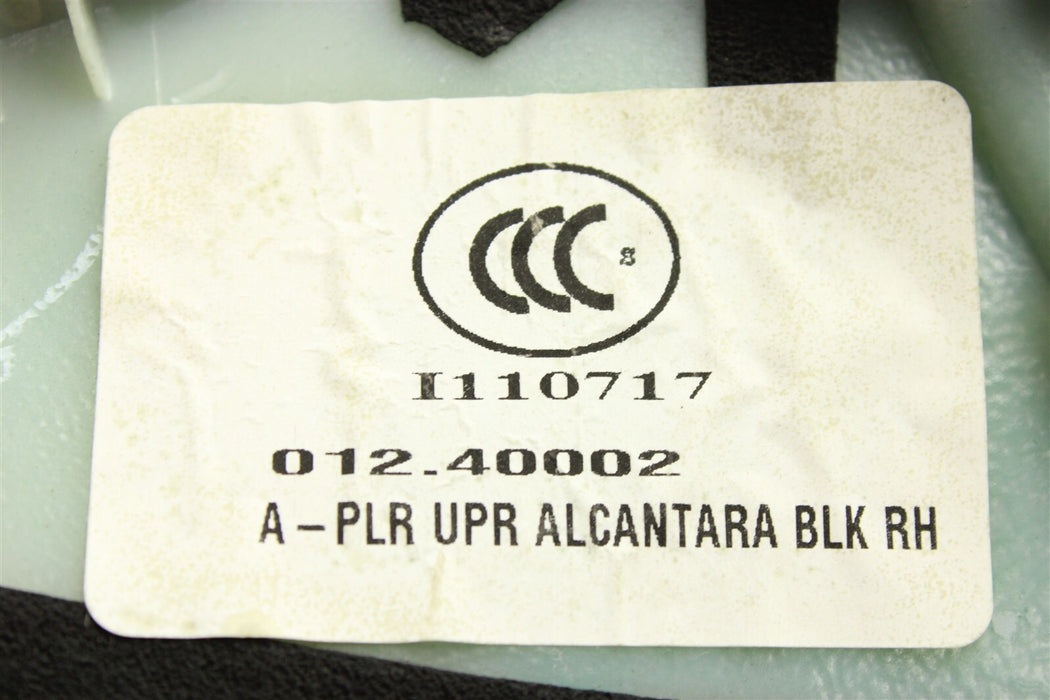 CCC S
I110717
012.40002
A-PLR UPR ALCANTARA BLK RH